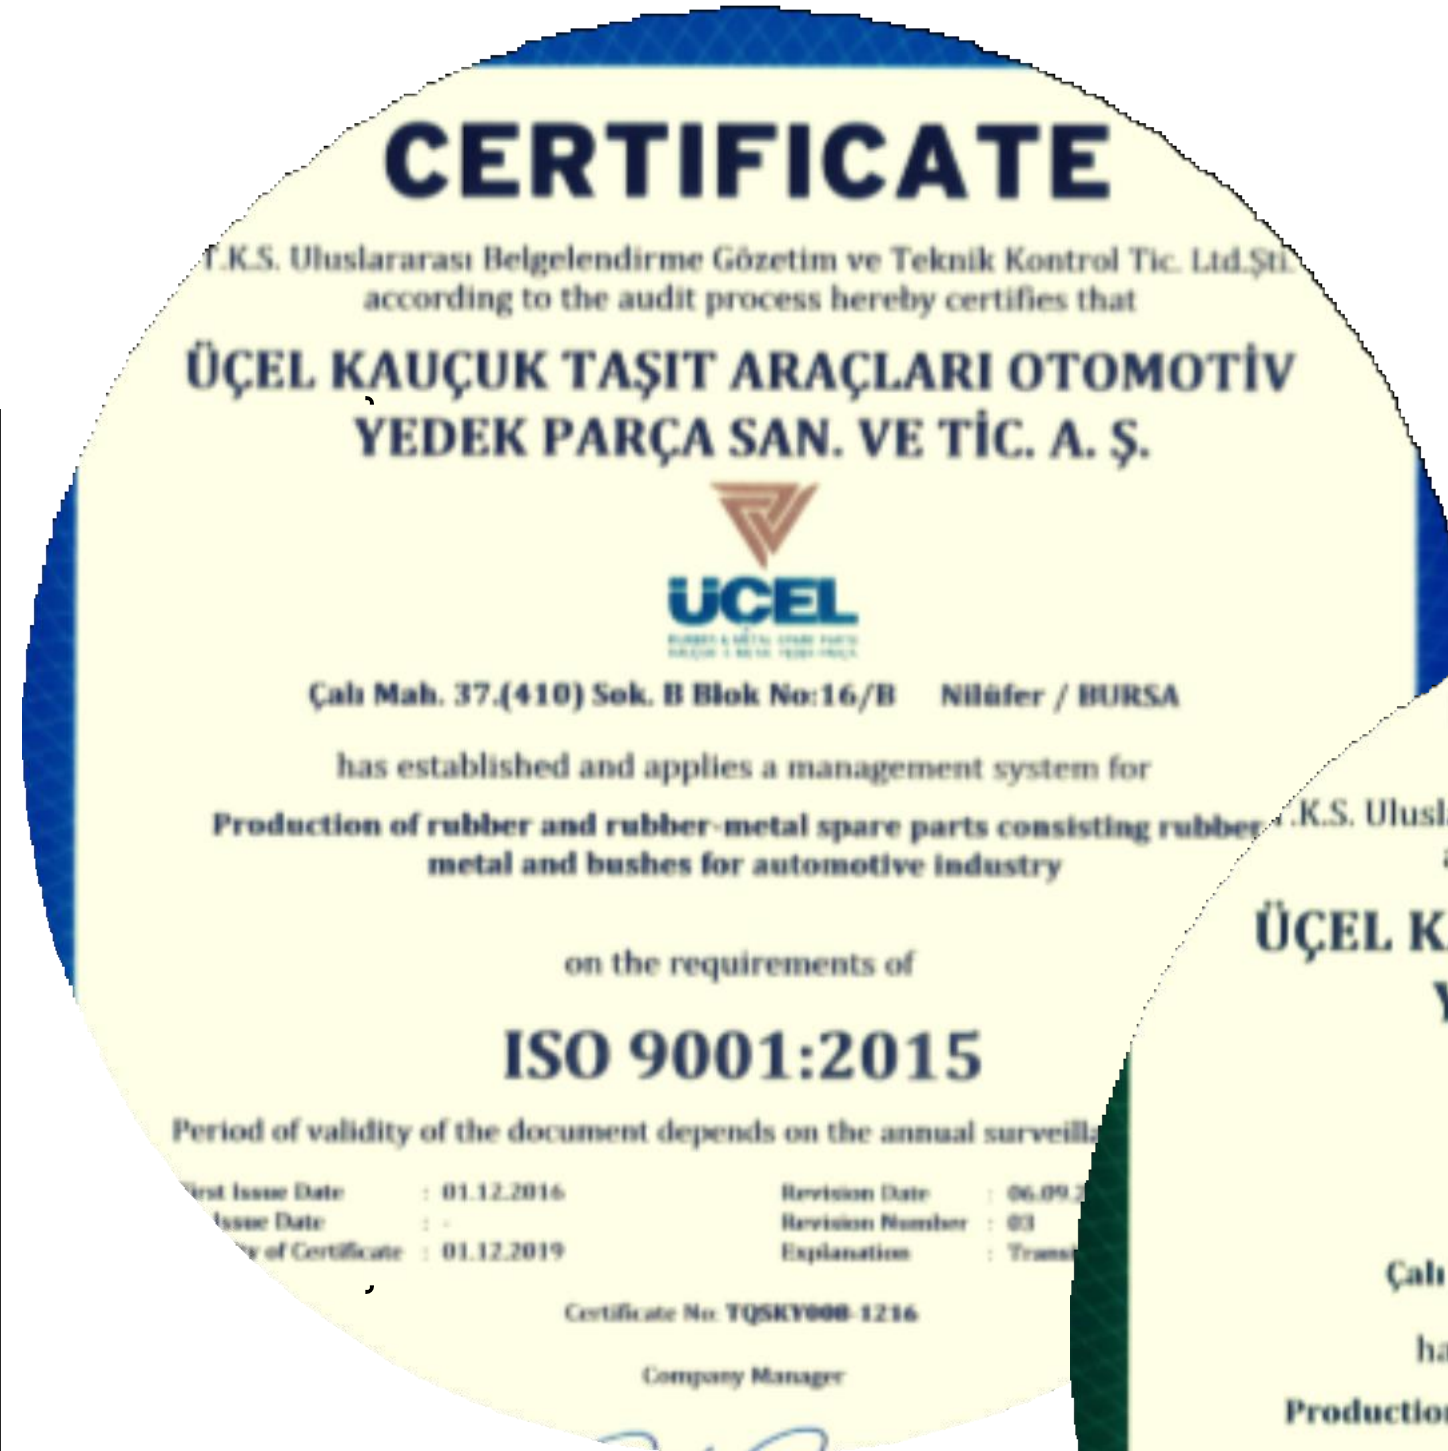 CERTIFICATE
T.K.S. Uluslararası Belgelendirme Gözetim ve Teknik Kontrol Tic. Ltd.Şti.
according to the audit process hereby certifies that
ÜÇEL KAUÇUK TAŞIT ARAÇLARI OTOMOTİV
YEDEK PARÇA SAN. VE TİC. A. Ş.
ÜÇEL
Çalı Mah. 37.(410) Sok. B Blok No:16/B Nilüfer / BURSA
has established and applies a management system for
Production of rubber and rubber-metal spare parts consisting rubber
metal and bushes for automotive industry
on the requirements of
ISO 9001:2015
Period of validity of the document depends on the annual
First Issue Date : 01.12.2016 Revision Date : 06.09.2
Issue Date : - Revision Number : 03
of Certificate : 01.12.2019 Explanation :
Certificate No: TQSKY008-1216
Company Manager
.K.S.
ÜÇEL
Çalı